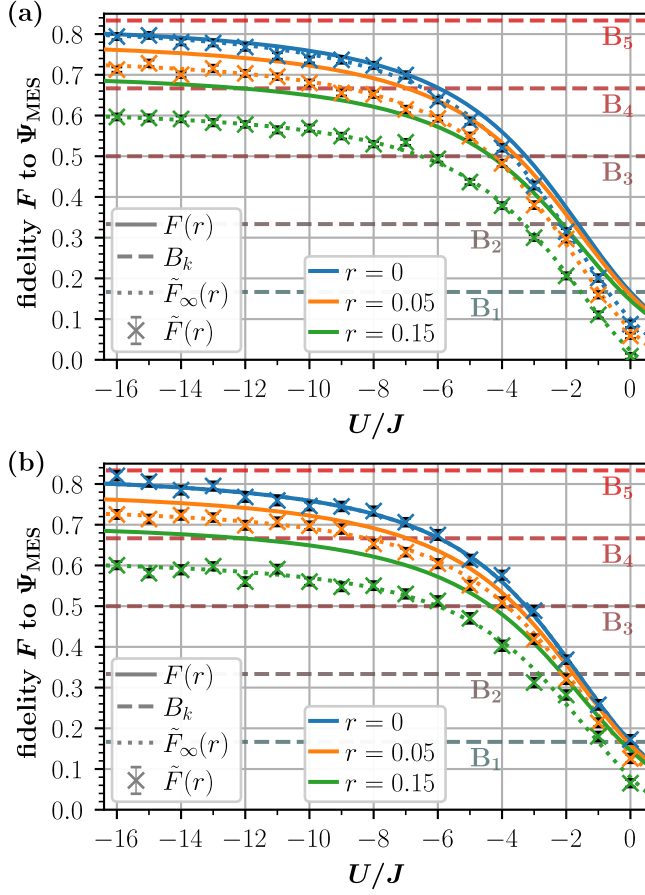 (a)
fidelity F to Ψ_MES
0.8
0.7
0.6
0.5
0.4
0.3
0.2
0.1
0.0
B₅
B₄
B₃
B₂
B₁
F(r)
B_k
F̃_∞(r)
F̃(r)
r = 0
r = 0.05
r = 0.15
−16 −14 −12 −10 −8 −6 −4 −2 0
U/J
(b)
fidelity F to Ψ_MES
0.8
0.7
0.6
0.5
0.4
0.3
0.2
0.1
0.0
B₅
B₄
B₃
B₂
B₁
F(r)
B_k
F̃_∞(r)
F̃(r)
r = 0
r = 0.05
r = 0.15
−16 −14 −12 −10 −8 −6 −4 −2 0
U/J